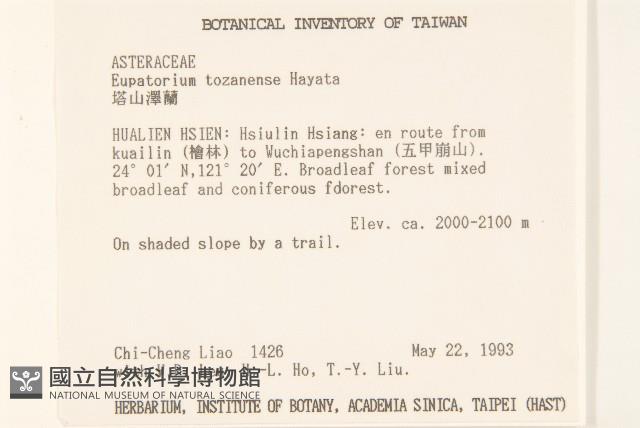 BOTANICAL INVENTORY OF TAIWAN
ASTERACEAE
Eupatorium tozanense Hayata
塔山澤蘭
HUALIEN HSIEN: Hsiulin Hsiang: en route from
kuailin (檜林) to Wuchiapengshan (五甲崩山).
24° 01′ N,121° 20′ E. Broadleaf forest mixed
broadleaf and coniferous fdorest.
Elev. ca. 2000-2100 m
On shaded slope by a trail.
Chi-Cheng Liao 1426 May 22, 1993
Ho, T.-Y. Liu.
國立自然科學博物館
NATIONAL MUSEUM OF NATURAL SCIENCE
HERBARIUM, INSTITUTE OF BOTANY, ACADEMIA SINICA, TAIPEI (HAST)